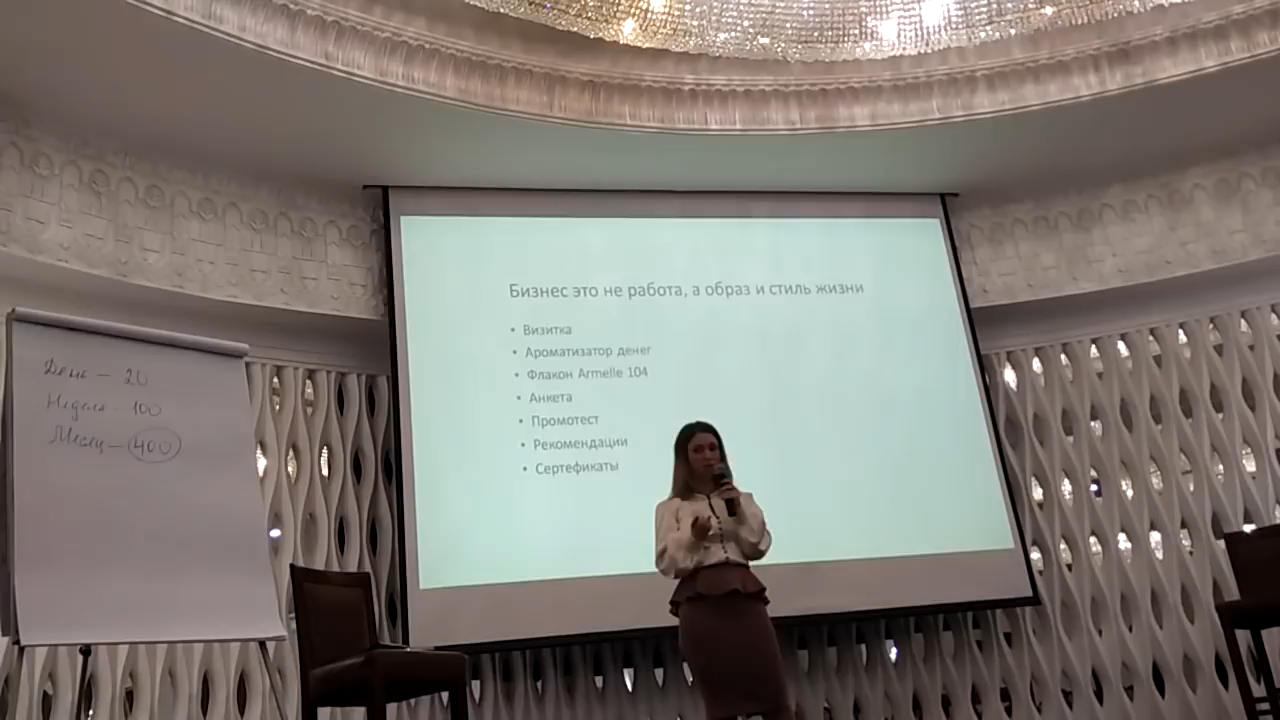 День - 20
Неделя - 100
Месяц - 400
Бизнес это не работа, а образ и стиль жизни
• Визитка
• Ароматизатор денег
• Флакон Armelle 104
• Анкета
• Промотест
• Рекомендации
• Сертефикаты